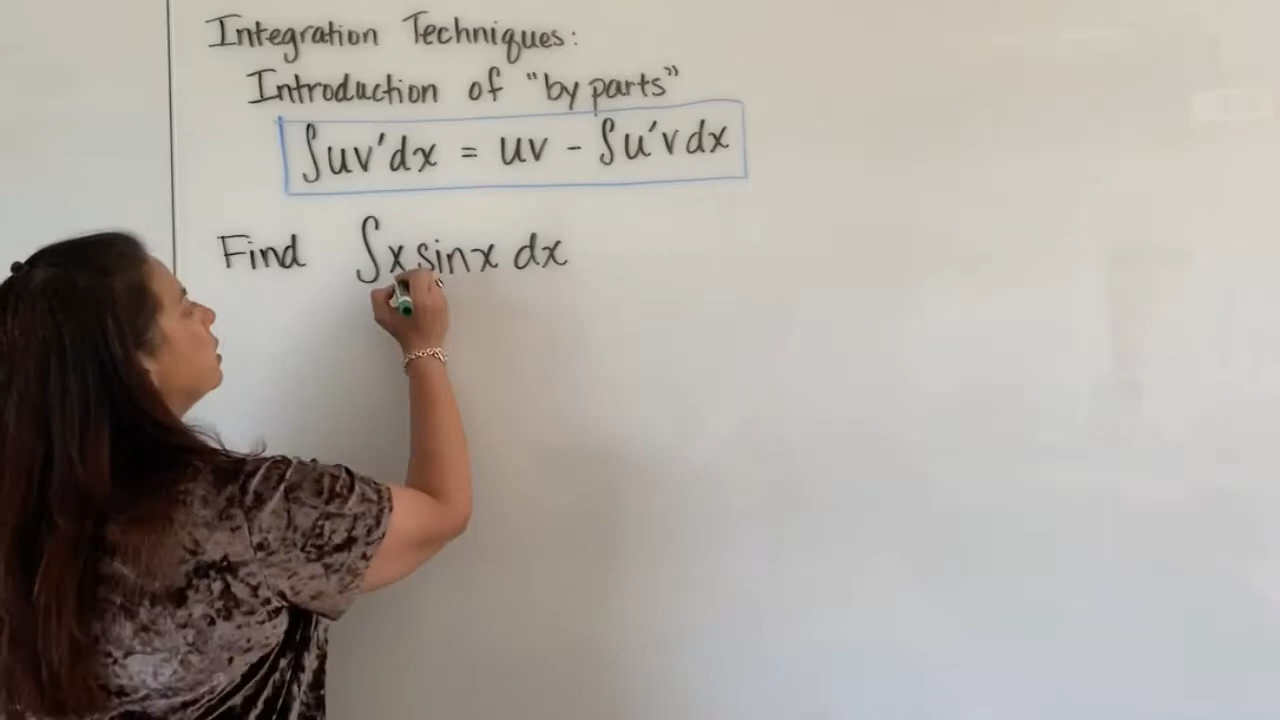 Integration Techniques:
Introduction of "by parts"
∫uv'dx = uv - ∫u'vdx
Find ∫x sinx dx